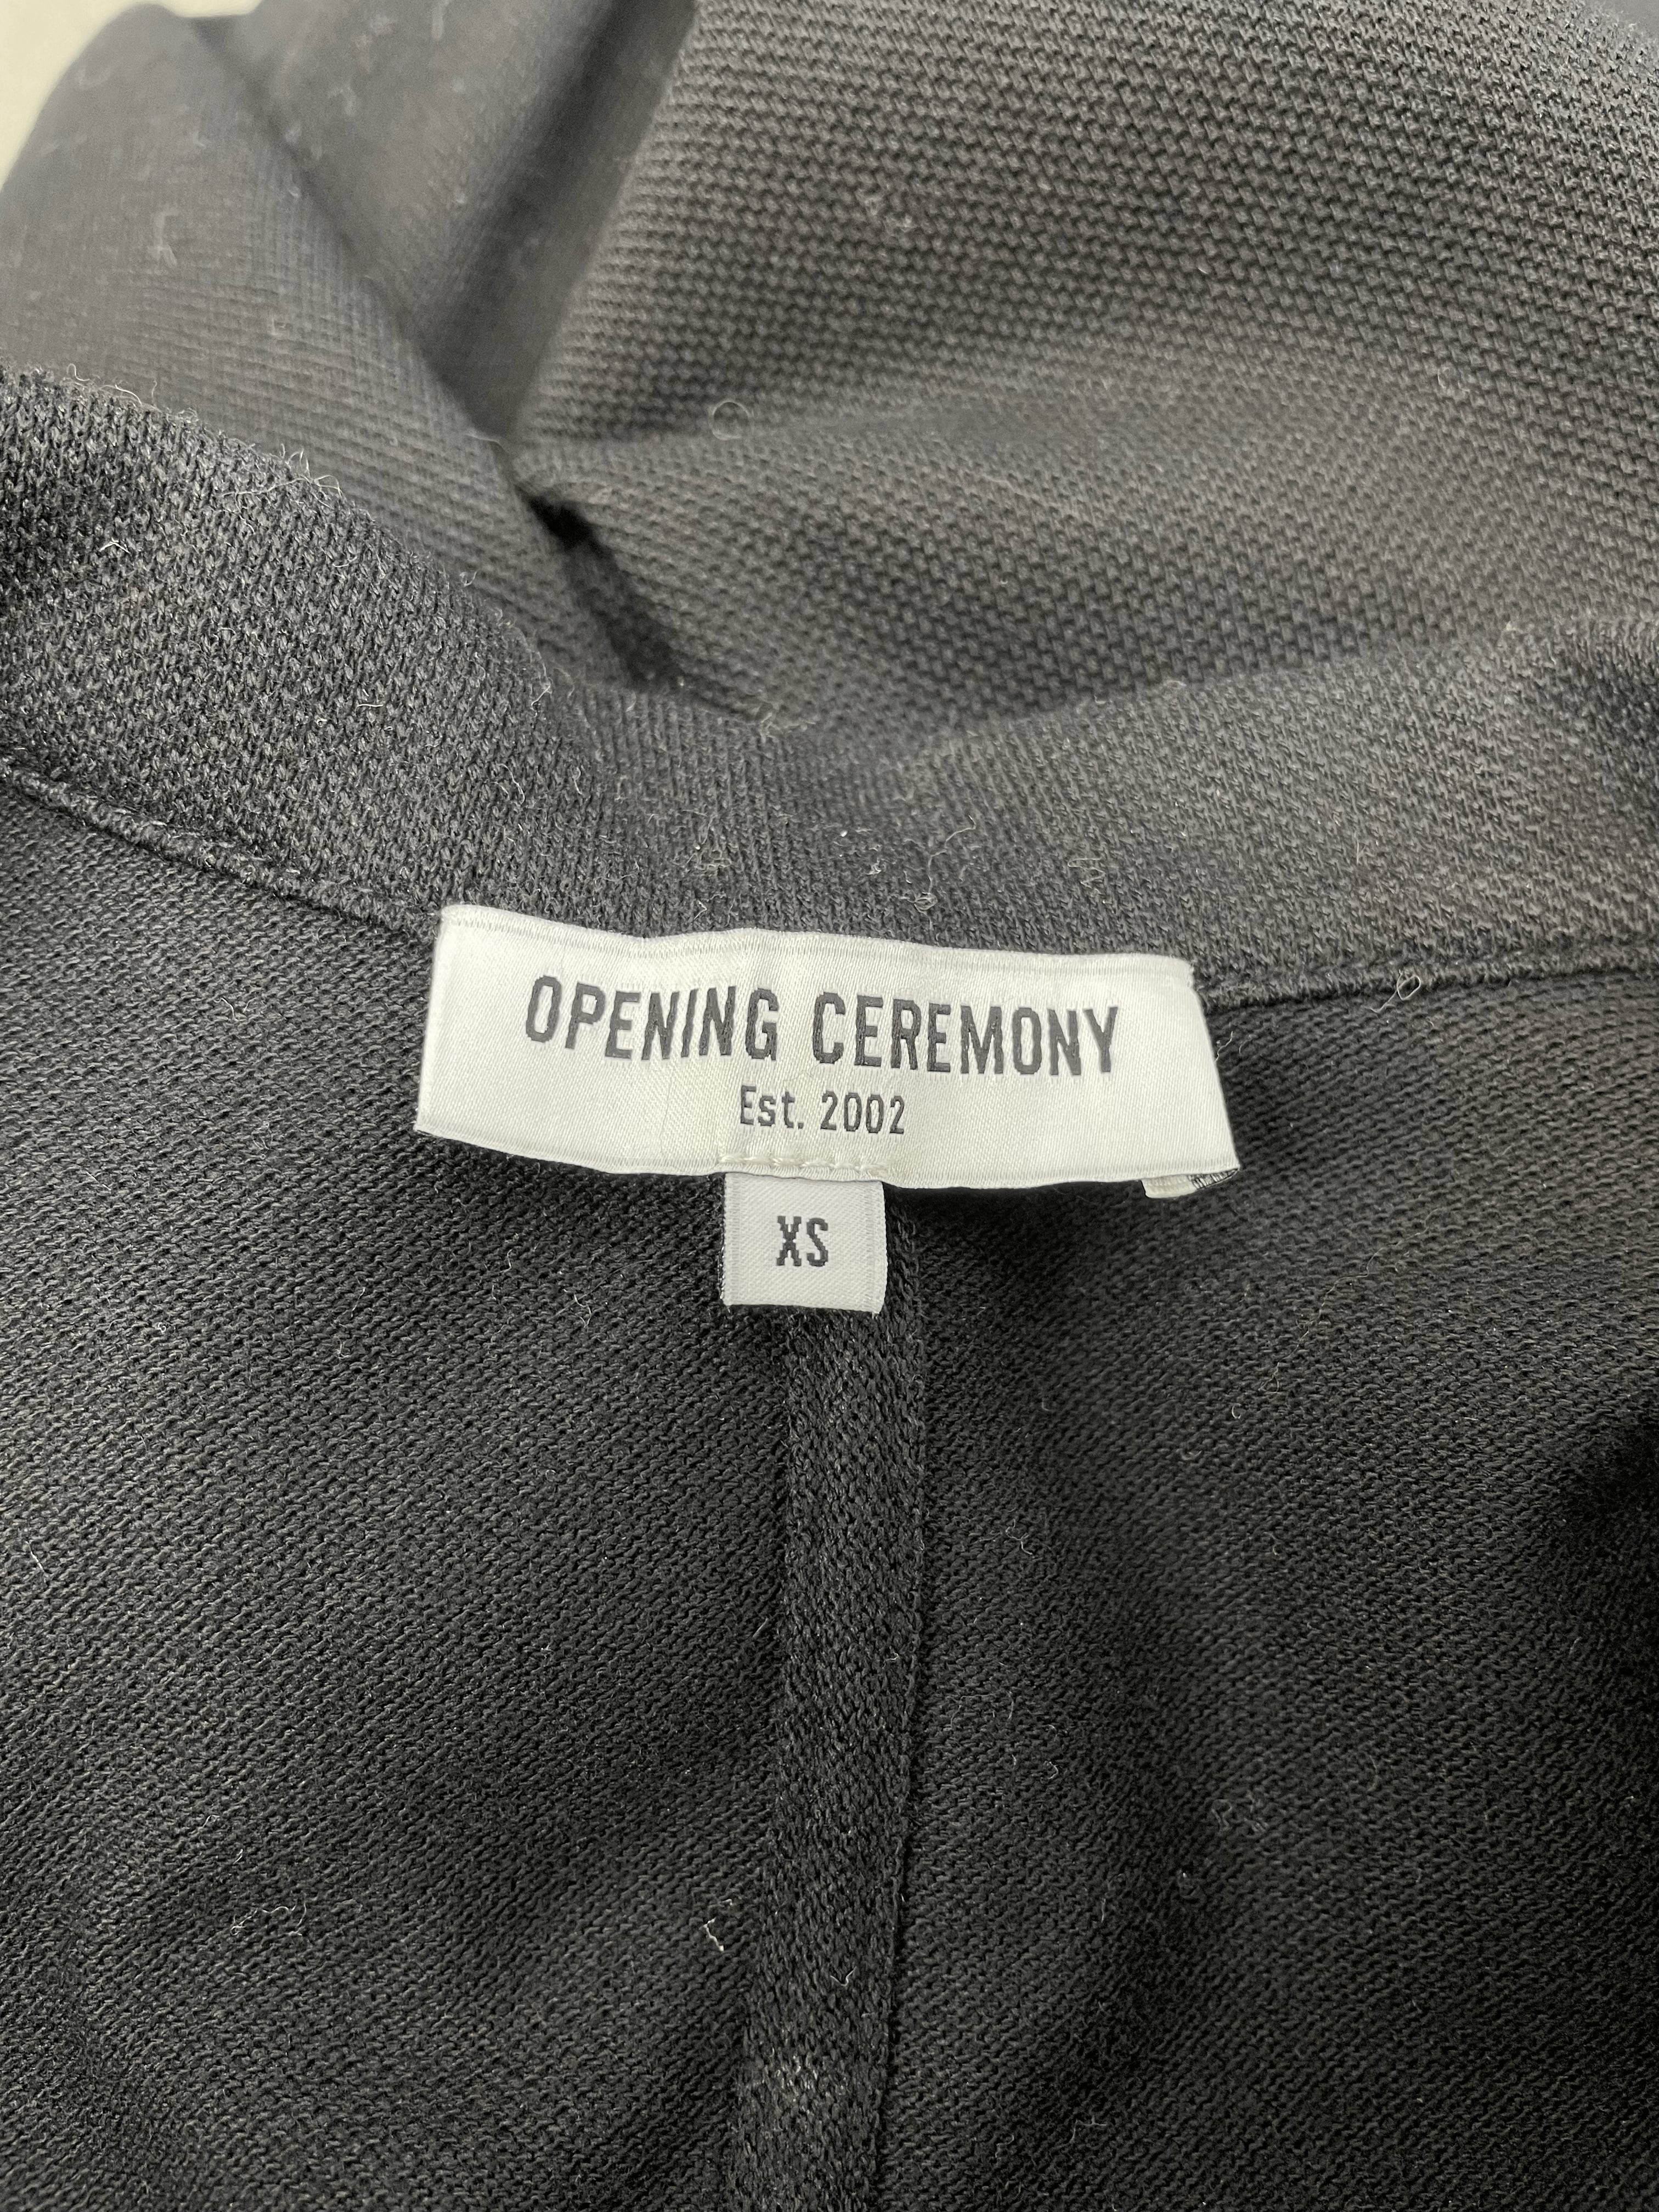 OPENING CEREMONY
Est. 2002
XS